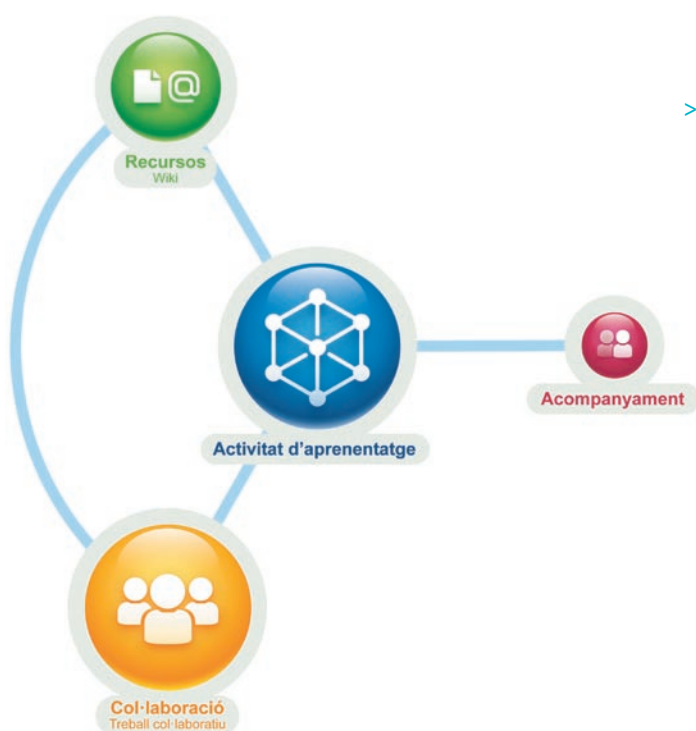 @
>
Recursos
Wiki
Activitat d'aprenentatge
Acompanyament
Col·laboració
Treball col·laboratiu